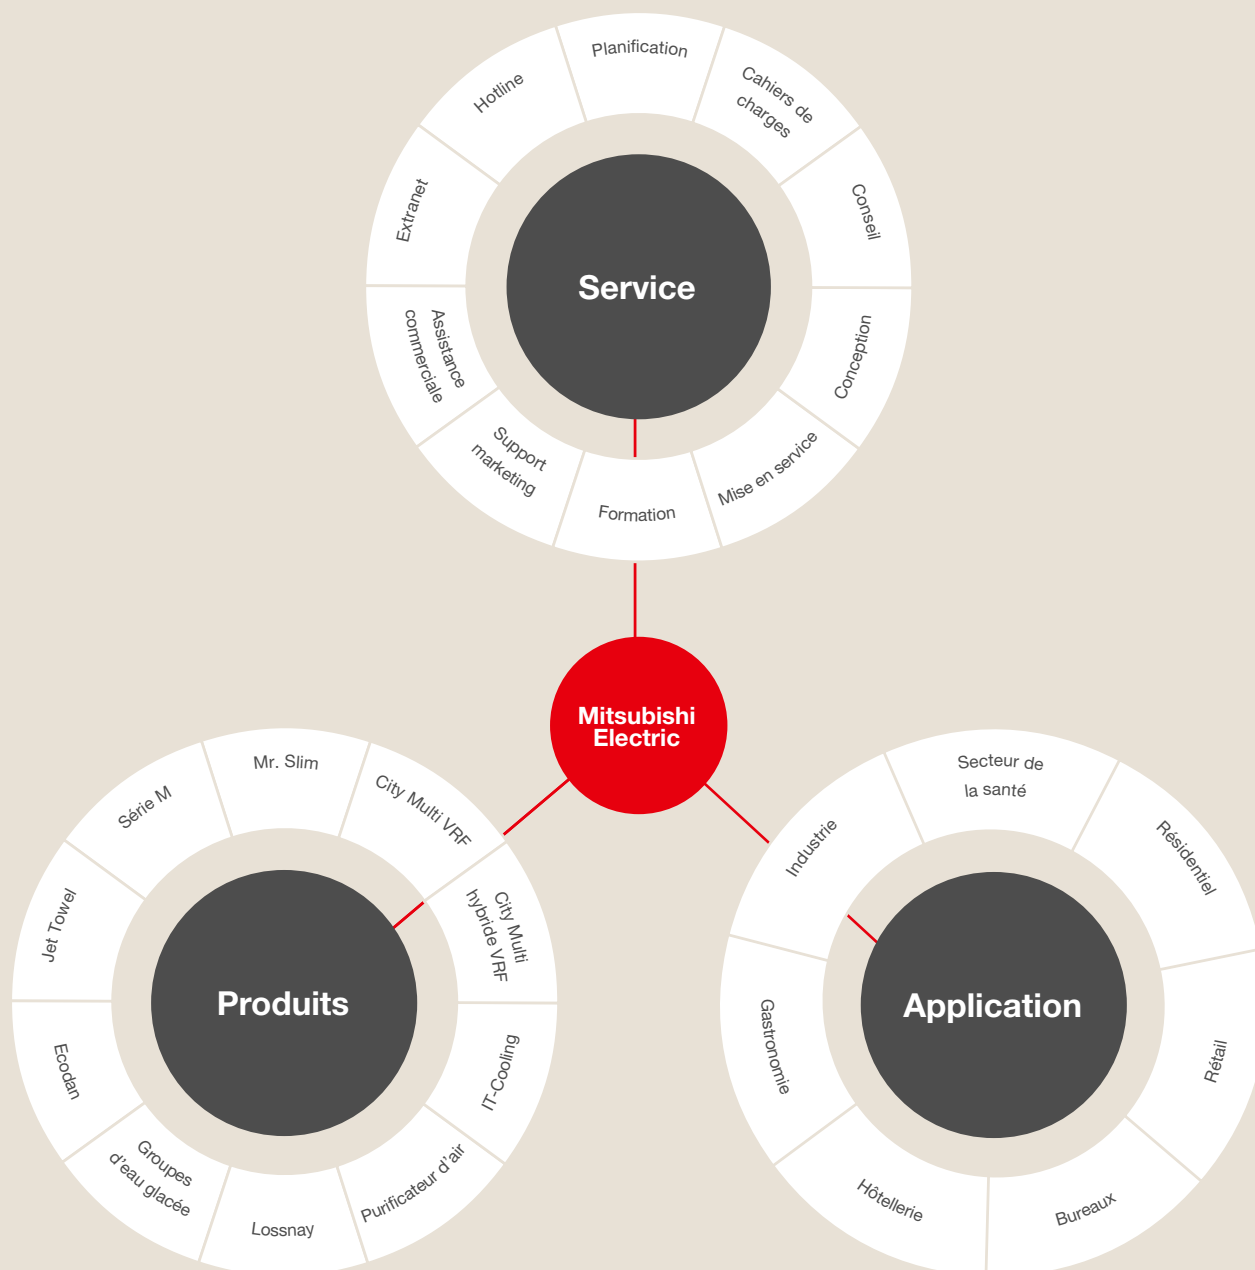 Planification
Cahiers de
charges
Conseil
Conception
Mise en service
Formation
Support
marketing
Assistance
commerciale
Extranet
Hotline
Service
Mitsubishi
Electric
Mr. Slim
City Multi VRF
City Multi
hybride VRF
IT-Cooling
Purificateur d'air
Lossnay
Groupes
d'eau glacée
Ecodan
Jet Towel
Série M
Produits
Secteur de
la santé
Résidentiel
Rétail
Bureaux
Hôtellerie
Gastronomie
Industrie
Application